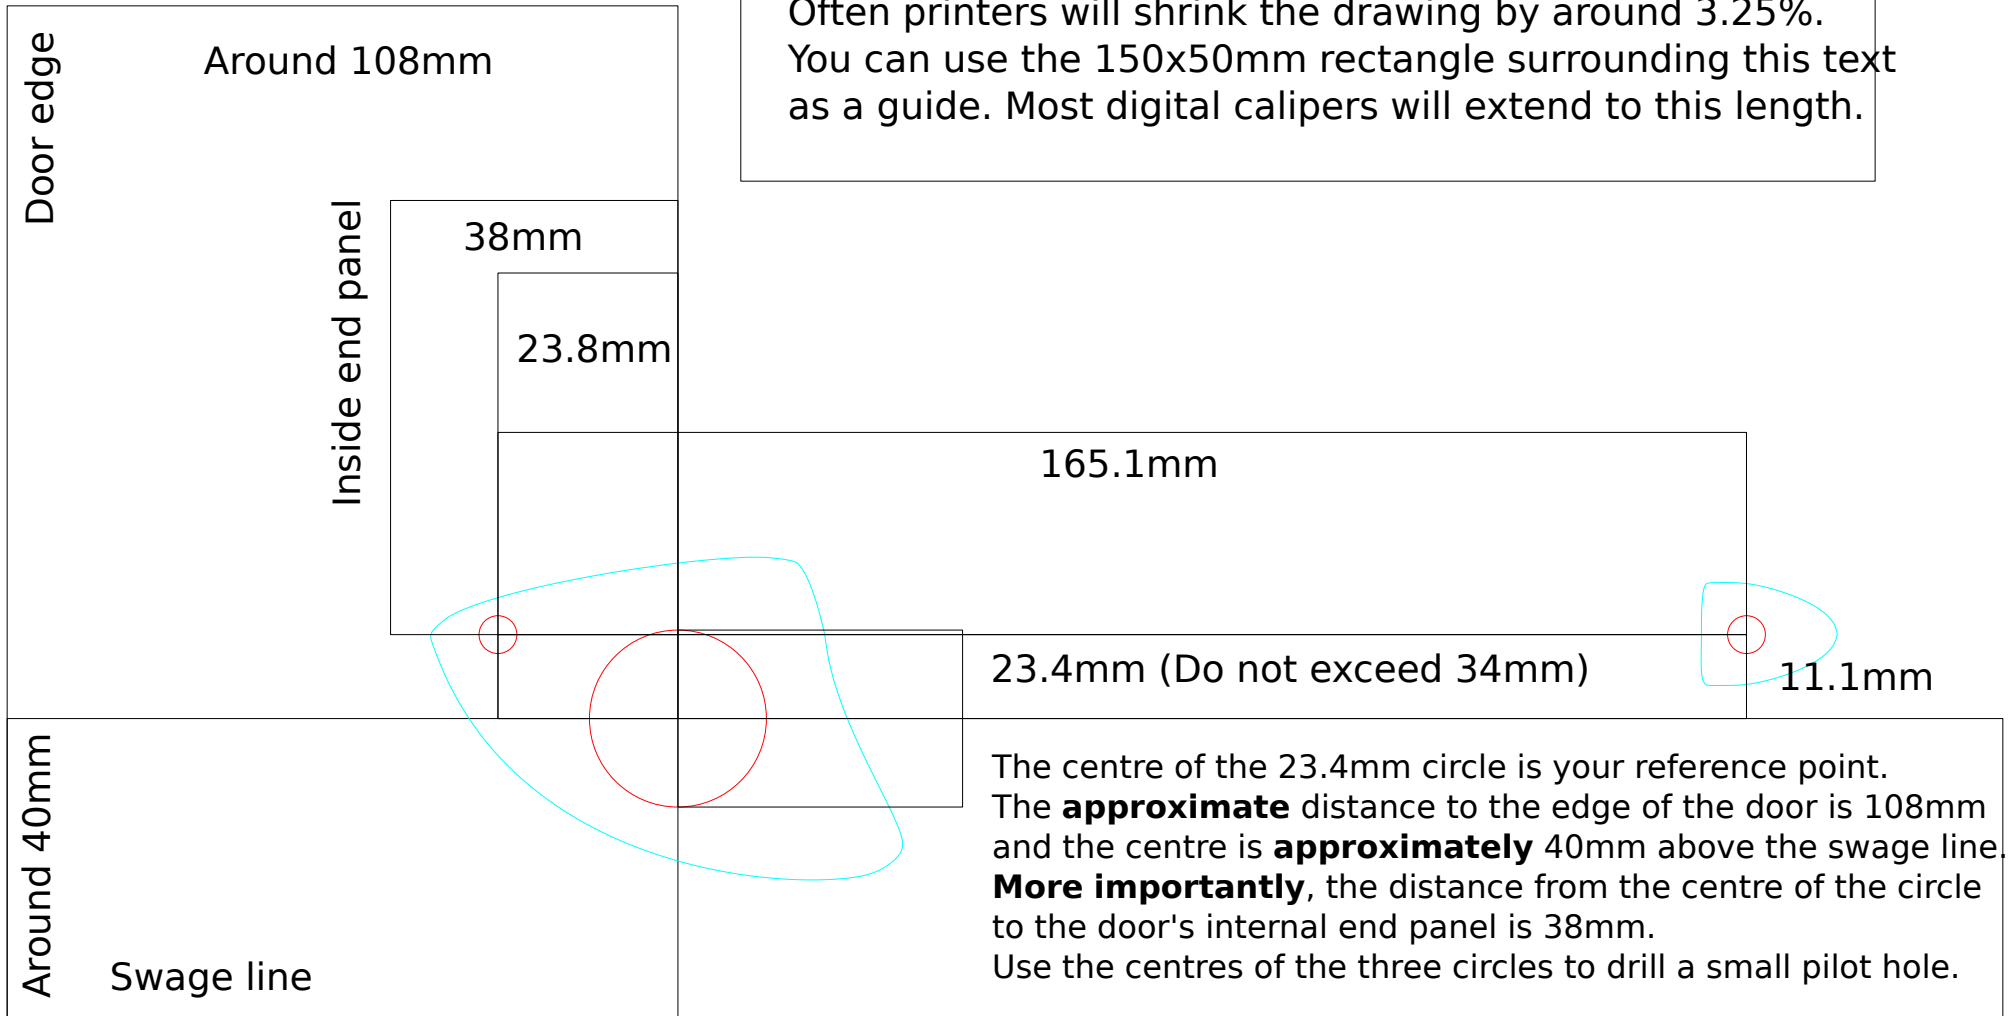 Often printers will shrink the drawing by around 3.25%.
You can use the 150x50mm rectangle surrounding this text
as a guide. Most digital calipers will extend to this length.
Door edge
Around 108mm
Inside end panel
38mm
23.8mm
165.1mm
23.4mm (Do not exceed 34mm)
11.1mm
Around 40mm
Swage line
The centre of the 23.4mm circle is your reference point.
The approximate distance to the edge of the door is 108mm
and the centre is approximately 40mm above the swage line.
More importantly, the distance from the centre of the circle
to the door's internal end panel is 38mm.
Use the centres of the three circles to drill a small pilot hole.